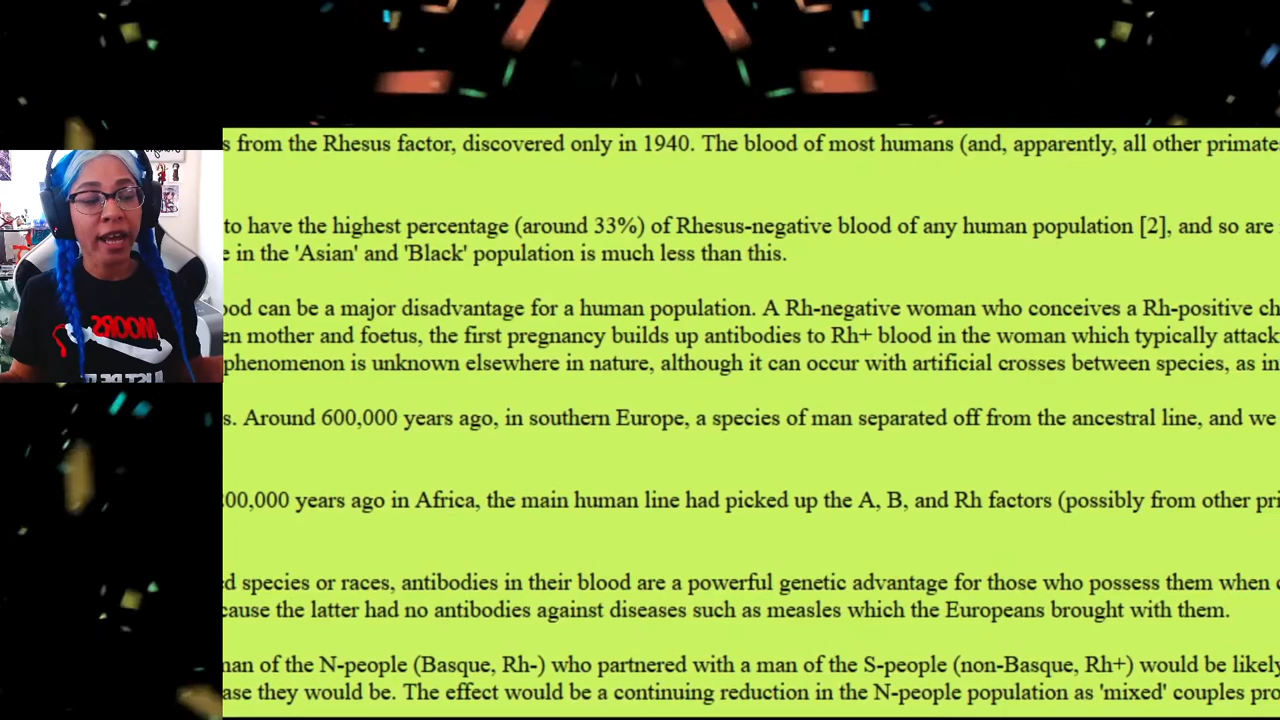 from the Rhesus factor, discovered only in 1940. The blood of most humans (and, apparently, all other primate
to have the highest percentage (around 33%) of Rhesus-negative blood of any human population [2], and so are
in the 'Asian' and 'Black' population is much less than this.
can be a major disadvantage for a human population. A Rh-negative woman who conceives a Rh-positive
mother and foetus, the first pregnancy builds up antibodies to Rh+ blood in the woman which typically attack
phenomenon is unknown elsewhere in nature, although it can occur with artificial crosses between species, as in
s. Around 600,000 years ago, in southern Europe, a species of man separated off from the ancestral line, and we
00,000 years ago in Africa, the main human line had picked up the A, B, and Rh factors (possibly from other
species or races, antibodies in their blood are a powerful genetic advantage for those who possess them when
cause the latter had no antibodies against diseases such as measles which the Europeans brought with them.
of the N-people (Basque, Rh-) who partnered with a man of the S-people (non-Basque, Rh+) would be likely
they would be. The effect would be a continuing reduction in the N-people population as 'mixed' couples
MOORS